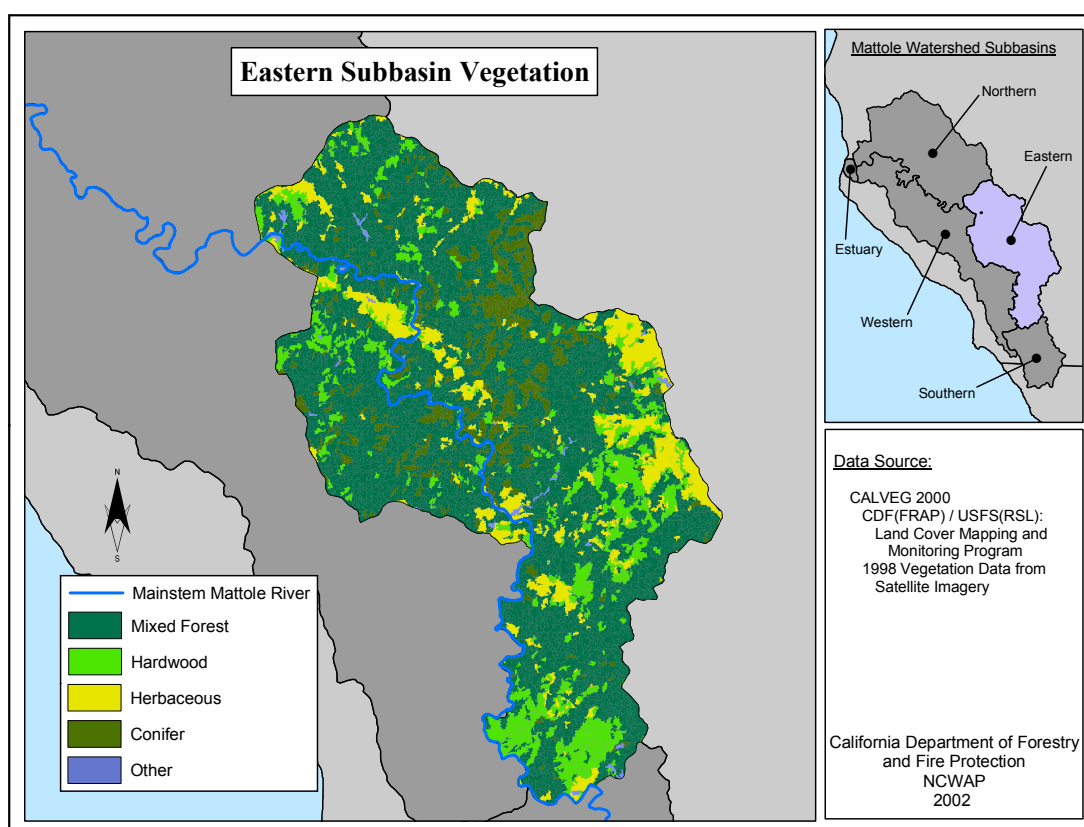 Eastern Subbasin Vegetation
N
S
Mainstem Mattole River
Mixed Forest
Hardwood
Herbaceous
Conifer
Other
Mattole Watershed Subbasins
Northern
Eastern
Estuary
Western
Southern
Data Source:
CALVEG 2000
CDF(FRAP) / USFS(RSL):
Land Cover Mapping and
Monitoring Program
1998 Vegetation Data from
Satellite Imagery
California Department of Forestry
and Fire Protection
NCWAP
2002